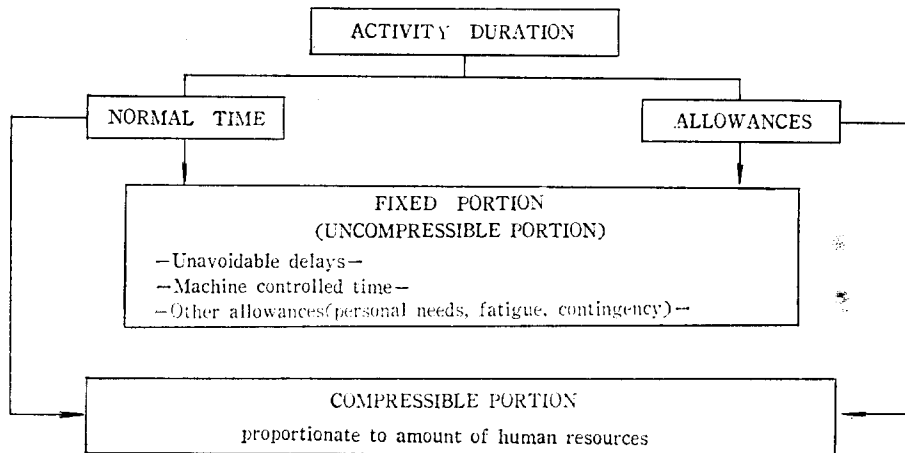 ACTIVITY DURATION
NORMAL TIME
ALLOWANCES
FIXED PORTION
(UNCOMPRESSIBLE PORTION)
—Unavoidable delays—
—Machine controlled time—
—Other allowances(personal needs, fatigue, contingency)—
COMPRESSIBLE PORTION
proportionate to amount of human resources